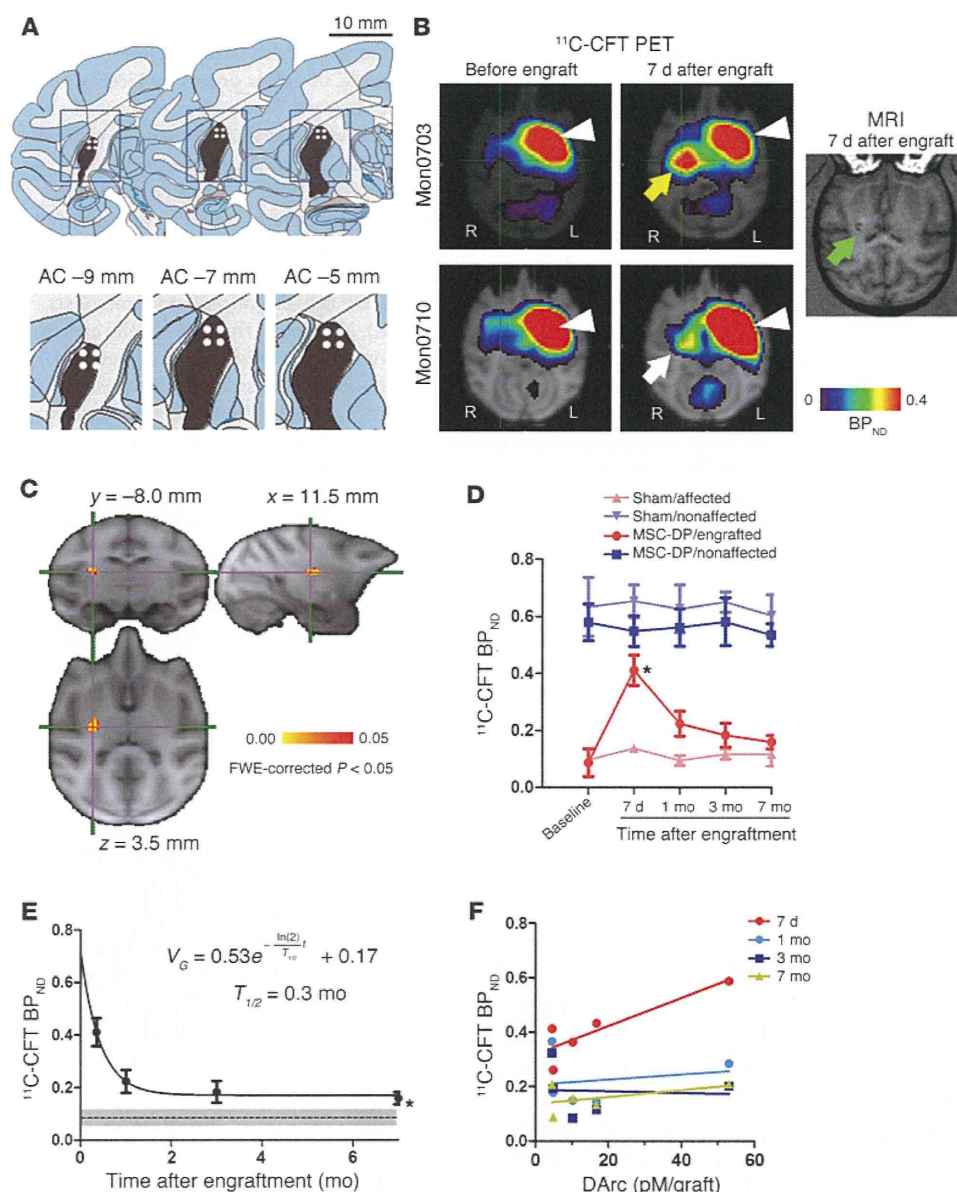 A
10 mm
AC –9 mm
AC –7 mm
AC –5 mm
B
¹¹C-CFT PET
Before engraft
7 d after engraft
MRI
7 d after engraft
Mon0703
R
L
R
L
Mon0710
R
L
R
L
0
0.4
BP_ND
C
y = –8.0 mm
x = 11.5 mm
0.00
0.05
FWE-corrected P < 0.05
z = 3.5 mm
D
Sham/affected
Sham/nonaffected
MSC-DP/engrafted
MSC-DP/nonaffected
¹¹C-CFT BP_ND
0.8
0.6
0.4
0.2
0.0
*
Baseline
7 d
1 mo
3 mo
7 mo
Time after engraftment
E
¹¹C-CFT BP_ND
0.8
0.6
0.4
0.2
0.0
V_G = 0.53e^(–ln(2)/T_1/2 t) + 0.17
T_1/2 = 0.3 mo
*
0
2
4
6
Time after engraftment (mo)
F
7 d
1 mo
3 mo
7 mo
¹¹C-CFT BP_ND
0.8
0.6
0.4
0.2
0.0
0
20
40
60
DArc (pM/graft)